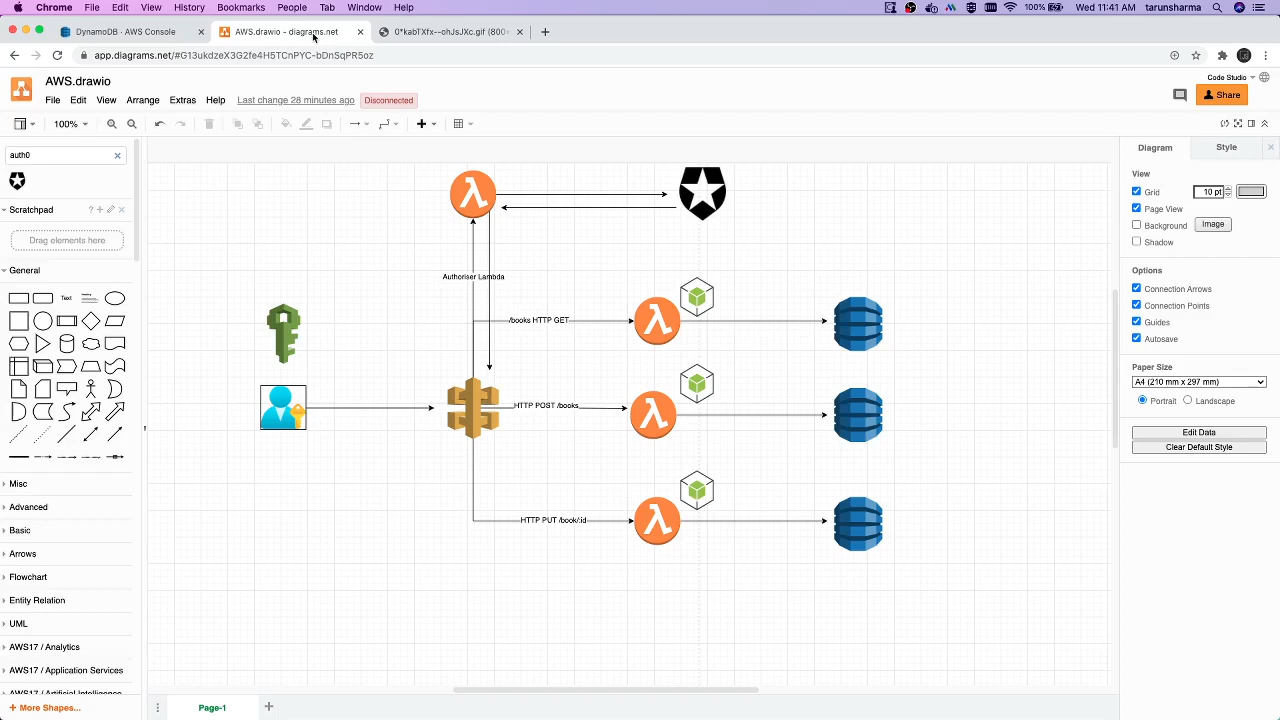 Chrome File Edit View History Bookmarks People Tab Window Help 100% Wed 11:41 AM tarunsharma
DynamoDB · AWS Console
AWS.drawio - diagrams.net
0*kabTXfx--ohJsJXc.gif (800×
app.diagrams.net/#G13ukdzeX3G2fe4H5TCnPYC-bDnSqPR5oz
AWS.drawio
Code Studio
File Edit View Arrange Extras Help Last change 28 minutes ago Disconnected
Share
100%
auth0
Scratchpad
Drag elements here
General
Text
Misc
Advanced
Basic
Arrows
Flowchart
Entity Relation
UML
AWS17 / Analytics
AWS17 / Application Services
AWS17 / Artificial Intelligence
+ More Shapes...
Authoriser Lambda
/books HTTP GET
HTTP POST /books
HTTP PUT /book/:id
Page-1
Diagram Style
View
Grid 10 pt
Page View
Background Image
Shadow
Options
Connection Arrows
Connection Points
Guides
Autosave
Paper Size
A4 (210 mm x 297 mm)
Portrait Landscape
Edit Data
Clear Default Style